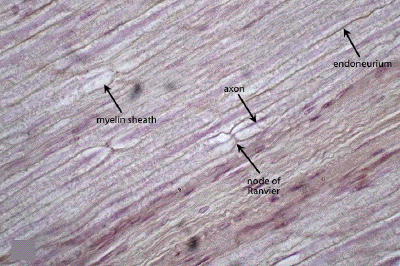 endoneurium
axon
myelin sheath
node of
Ranvier